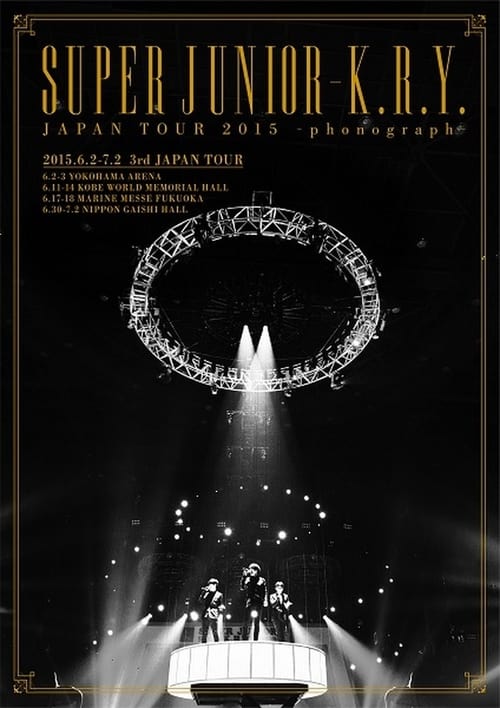 SUPER JUNIOR-K.R.Y.
JAPAN TOUR 2015 -phonograph-
2015.6.2-7.2 3rd JAPAN TOUR
6.2-3 YOKOHAMA ARENA
6.11-14 KOBE WORLD MEMORIAL HALL
6.17-18 MARINE MESSE FUKUOKA
6.30-7.2 NIPPON GAISHI HALL